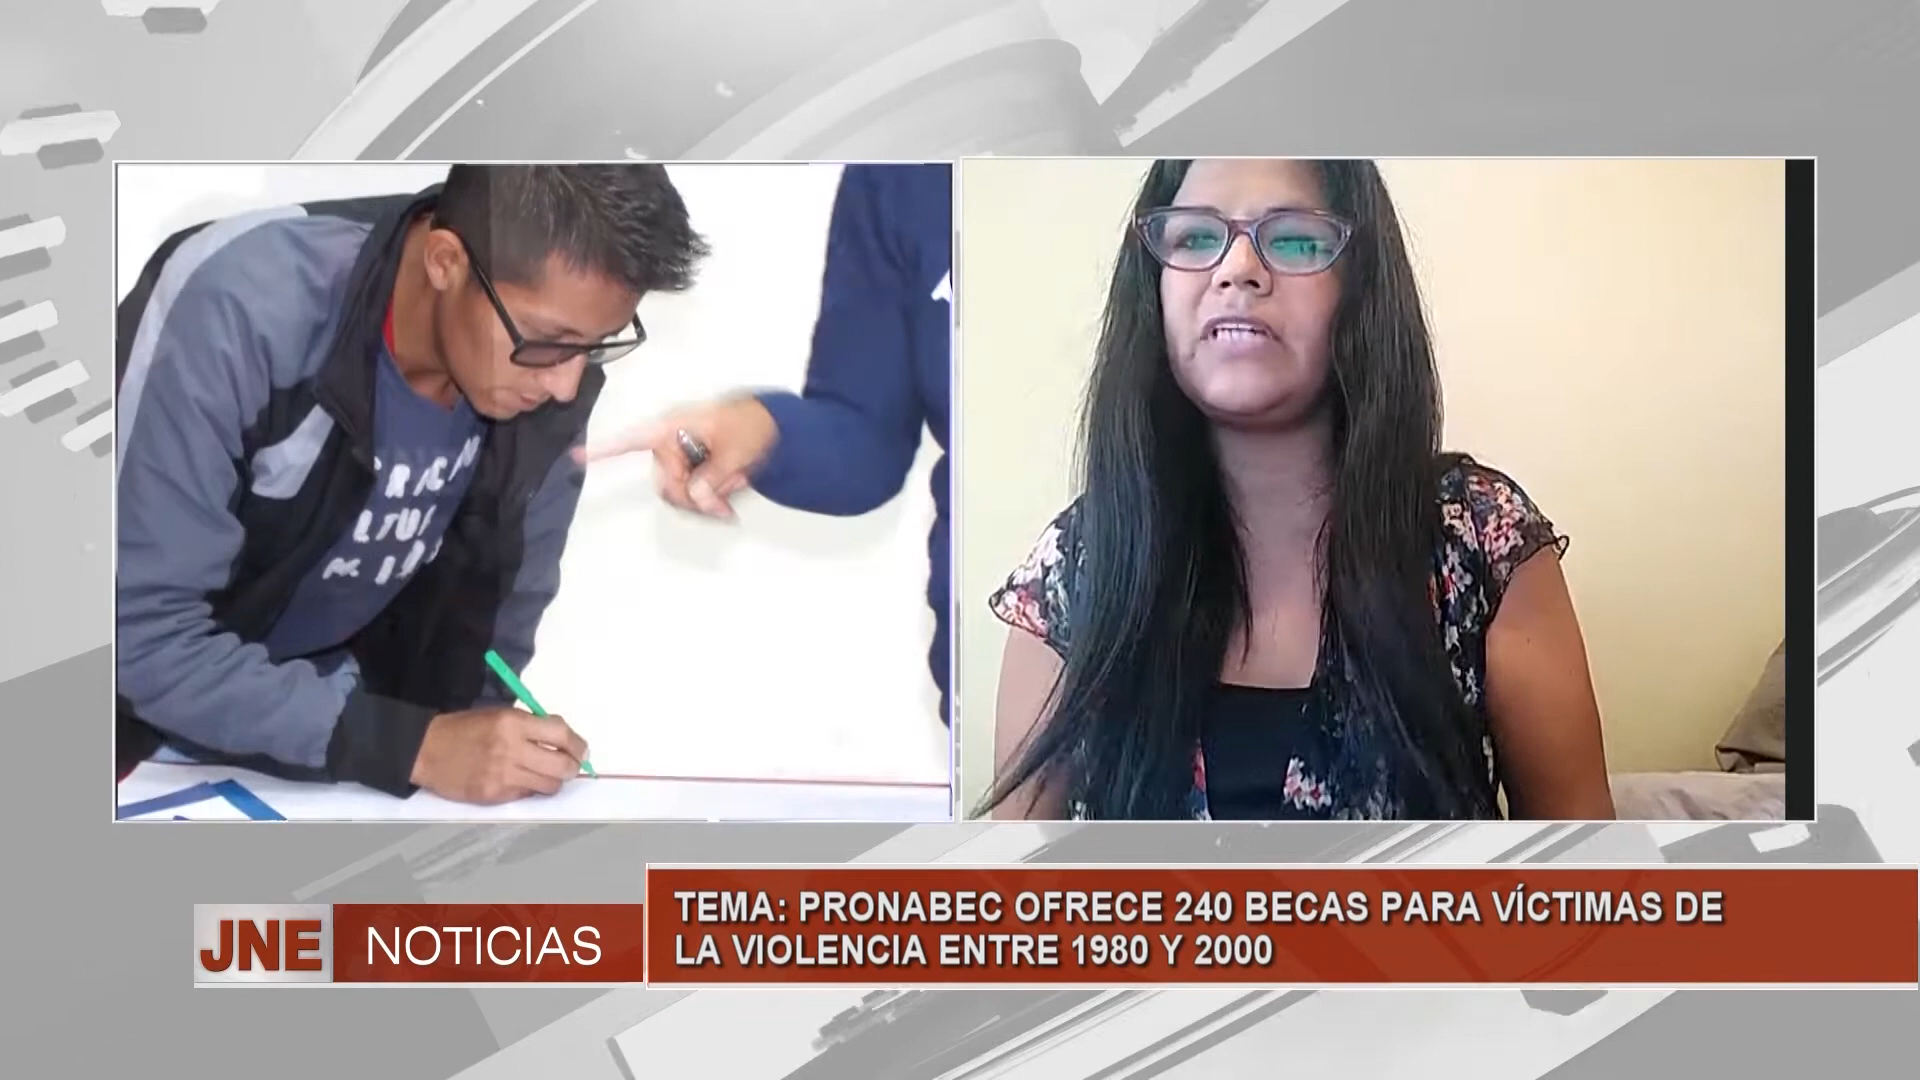 JNE NOTICIAS
TEMA: PRONABEC OFRECE 240 BECAS PARA VÍCTIMAS DE
LA VIOLENCIA ENTRE 1980 Y 2000